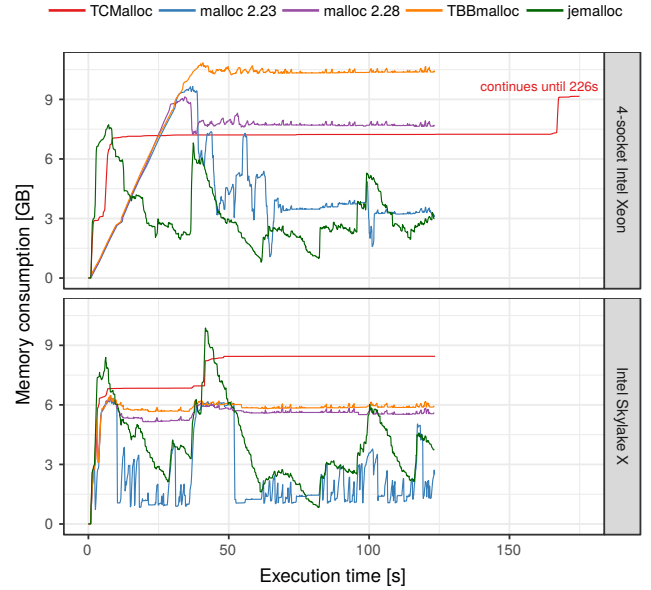 TCMalloc malloc 2.23 malloc 2.28 TBBmalloc jemalloc
continues until 226s
9
6
3
0
4-socket Intel Xeon
Memory consumption [GB]
9
6
3
0
Intel Skylake X
0 50 100 150
Execution time [s]